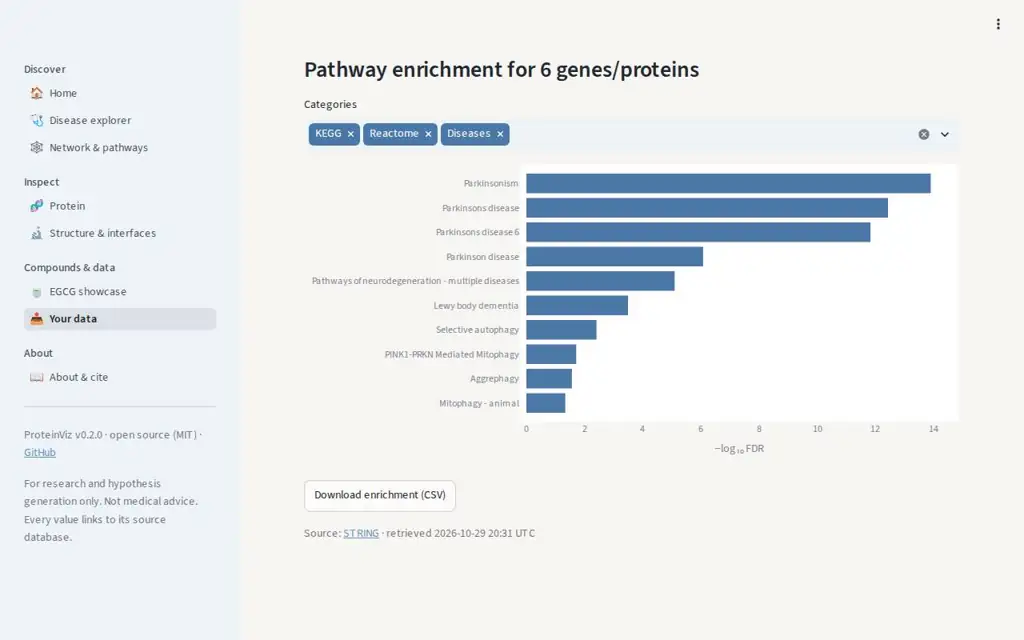 Discover
Home
Disease explorer
Network & pathways
Inspect
Protein
Structure & interfaces
Compounds & data
EGCG showcase
Your data
About
About & cite
ProteinViz v0.2.0 · open source (MIT) ·
GitHub
For research and hypothesis
generation only. Not medical advice.
Every value links to its source
database.
Pathway enrichment for 6 genes/proteins
Categories
KEGG × Reactome × Diseases ×
Parkinsonism
Parkinsons disease
Parkinsons disease 6
Parkinson disease
Pathways of neurodegeneration - multiple diseases
Lewy body dementia
Selective autophagy
PINK1-PRKN Mediated Mitophagy
Aggrephagy
Mitophagy - animal
0 2 4 6 8 10 12 14
−log₁₀ FDR
Download enrichment (CSV)
Source: STRING · retrieved 2026-10-29 20:31 UTC